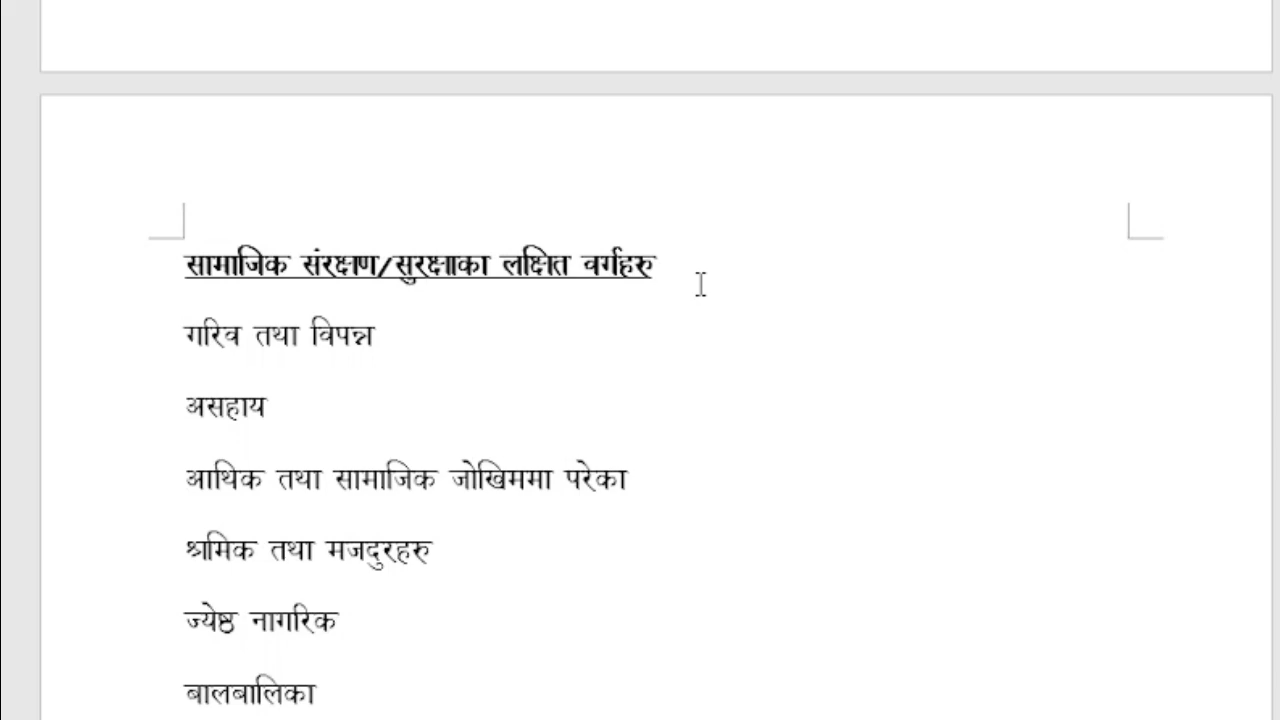 सामाजिक संरक्षण/सुरक्षाका लक्षित वर्गहरु
गरिव तथा विपन्न
असहाय
आथिक तथा सामाजिक जोखिममा परेका
श्रमिक तथा मजदुरहरु
ज्येष्ठ नागरिक
बालबालिका